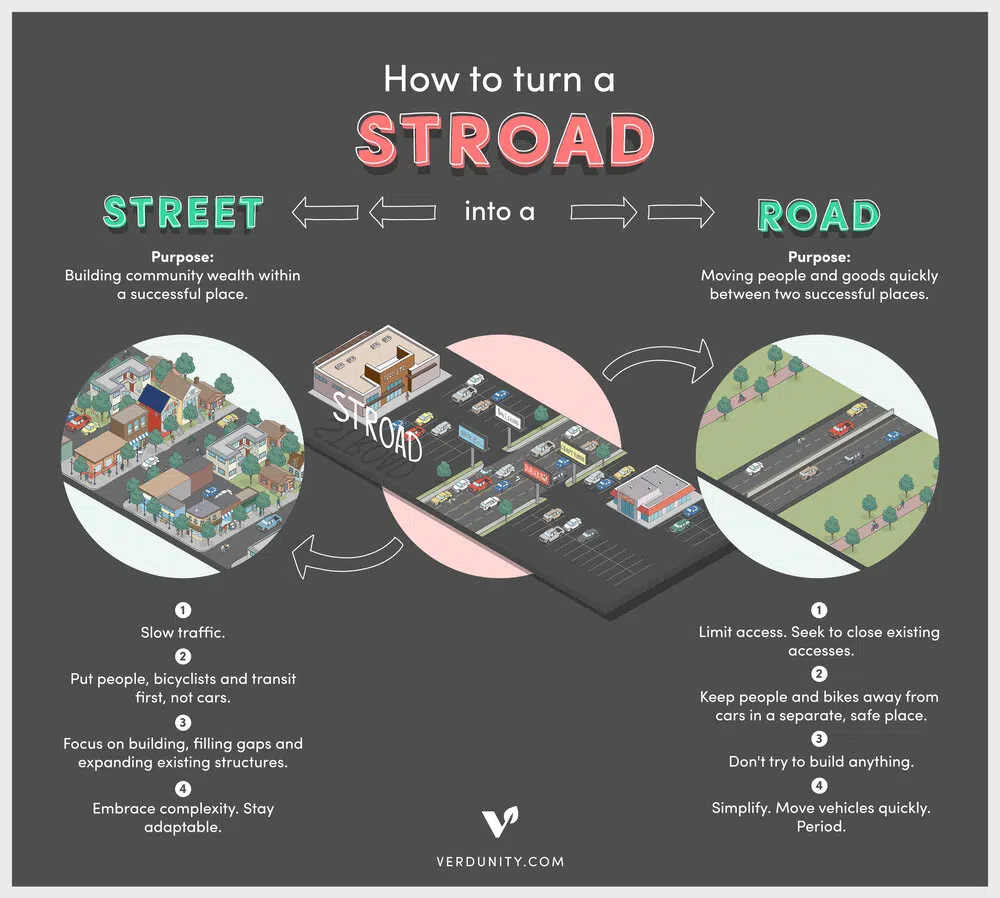 How to turn a
STROAD
STREET
into a
ROAD
Purpose:
Building community wealth within
a successful place.
Purpose:
Moving people and goods quickly
between two successful places.
STROAD
1
Slow traffic.
2
Put people, bicyclists and transit
first, not cars.
3
Focus on building, filling gaps and
expanding existing structures.
4
Embrace complexity. Stay
adaptable.
1
Limit access. Seek to close existing
accesses.
2
Keep people and bikes away from
cars in a separate, safe place.
3
Don't try to build anything.
4
Simplify. Move vehicles quickly.
Period.
VERDUNITY.COM